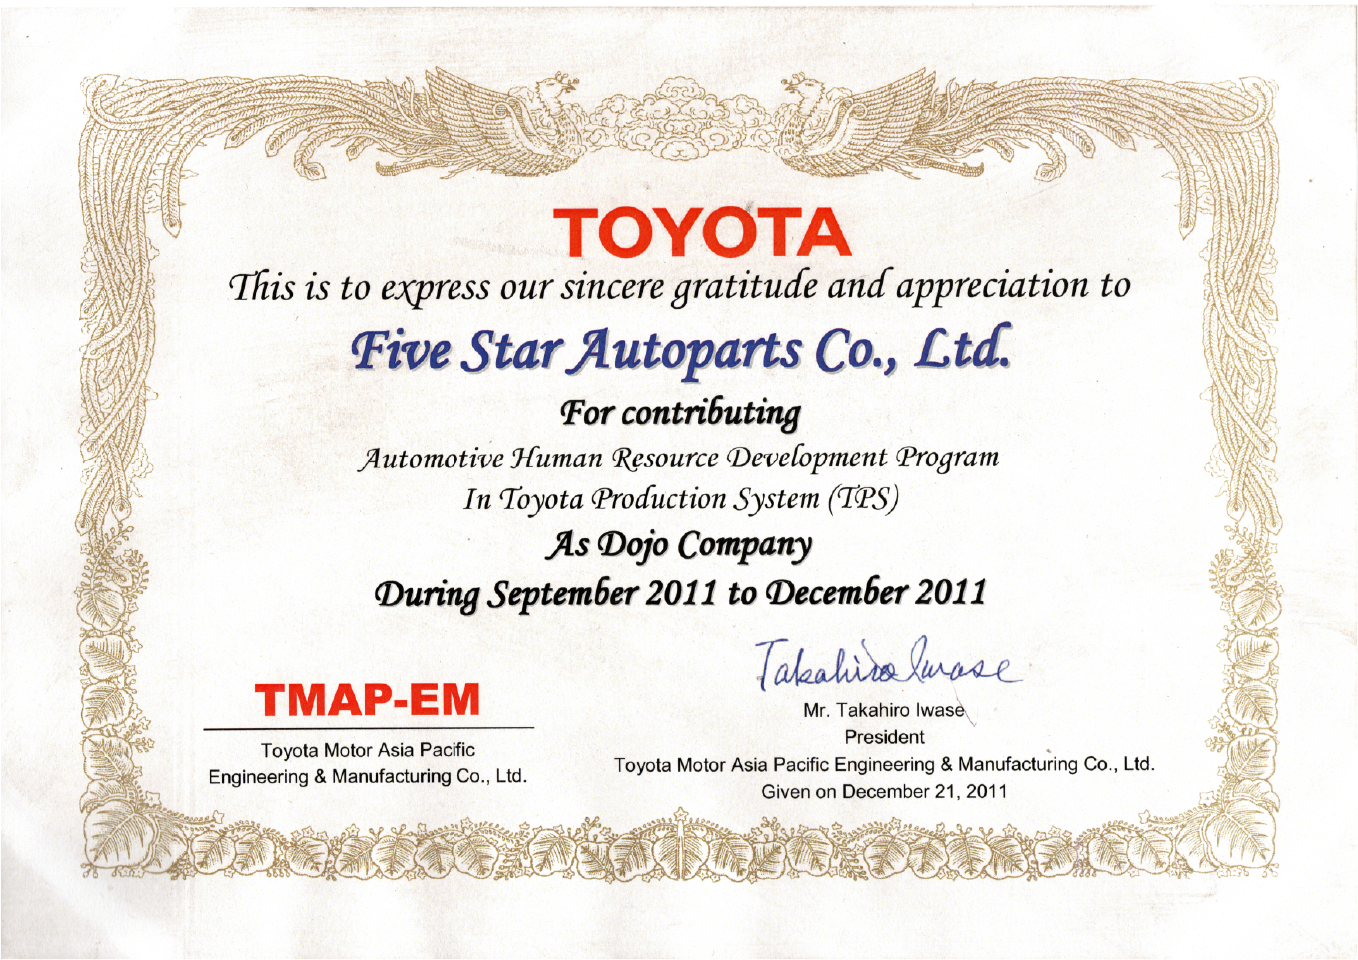 TOYOTA
This is to express our sincere gratitude and appreciation to
Five Star Autoparts Co., Ltd.
For contributing
Automotive Human Resource Development Program
In Toyota Production System (TPS)
As Dojo Company
During September 2011 to December 2011
Takahiro Iwase
TMAP-EM
Toyota Motor Asia Pacific
Engineering & Manufacturing Co., Ltd.
Mr. Takahiro Iwase
President
Toyota Motor Asia Pacific Engineering & Manufacturing Co., Ltd.
Given on December 21, 2011